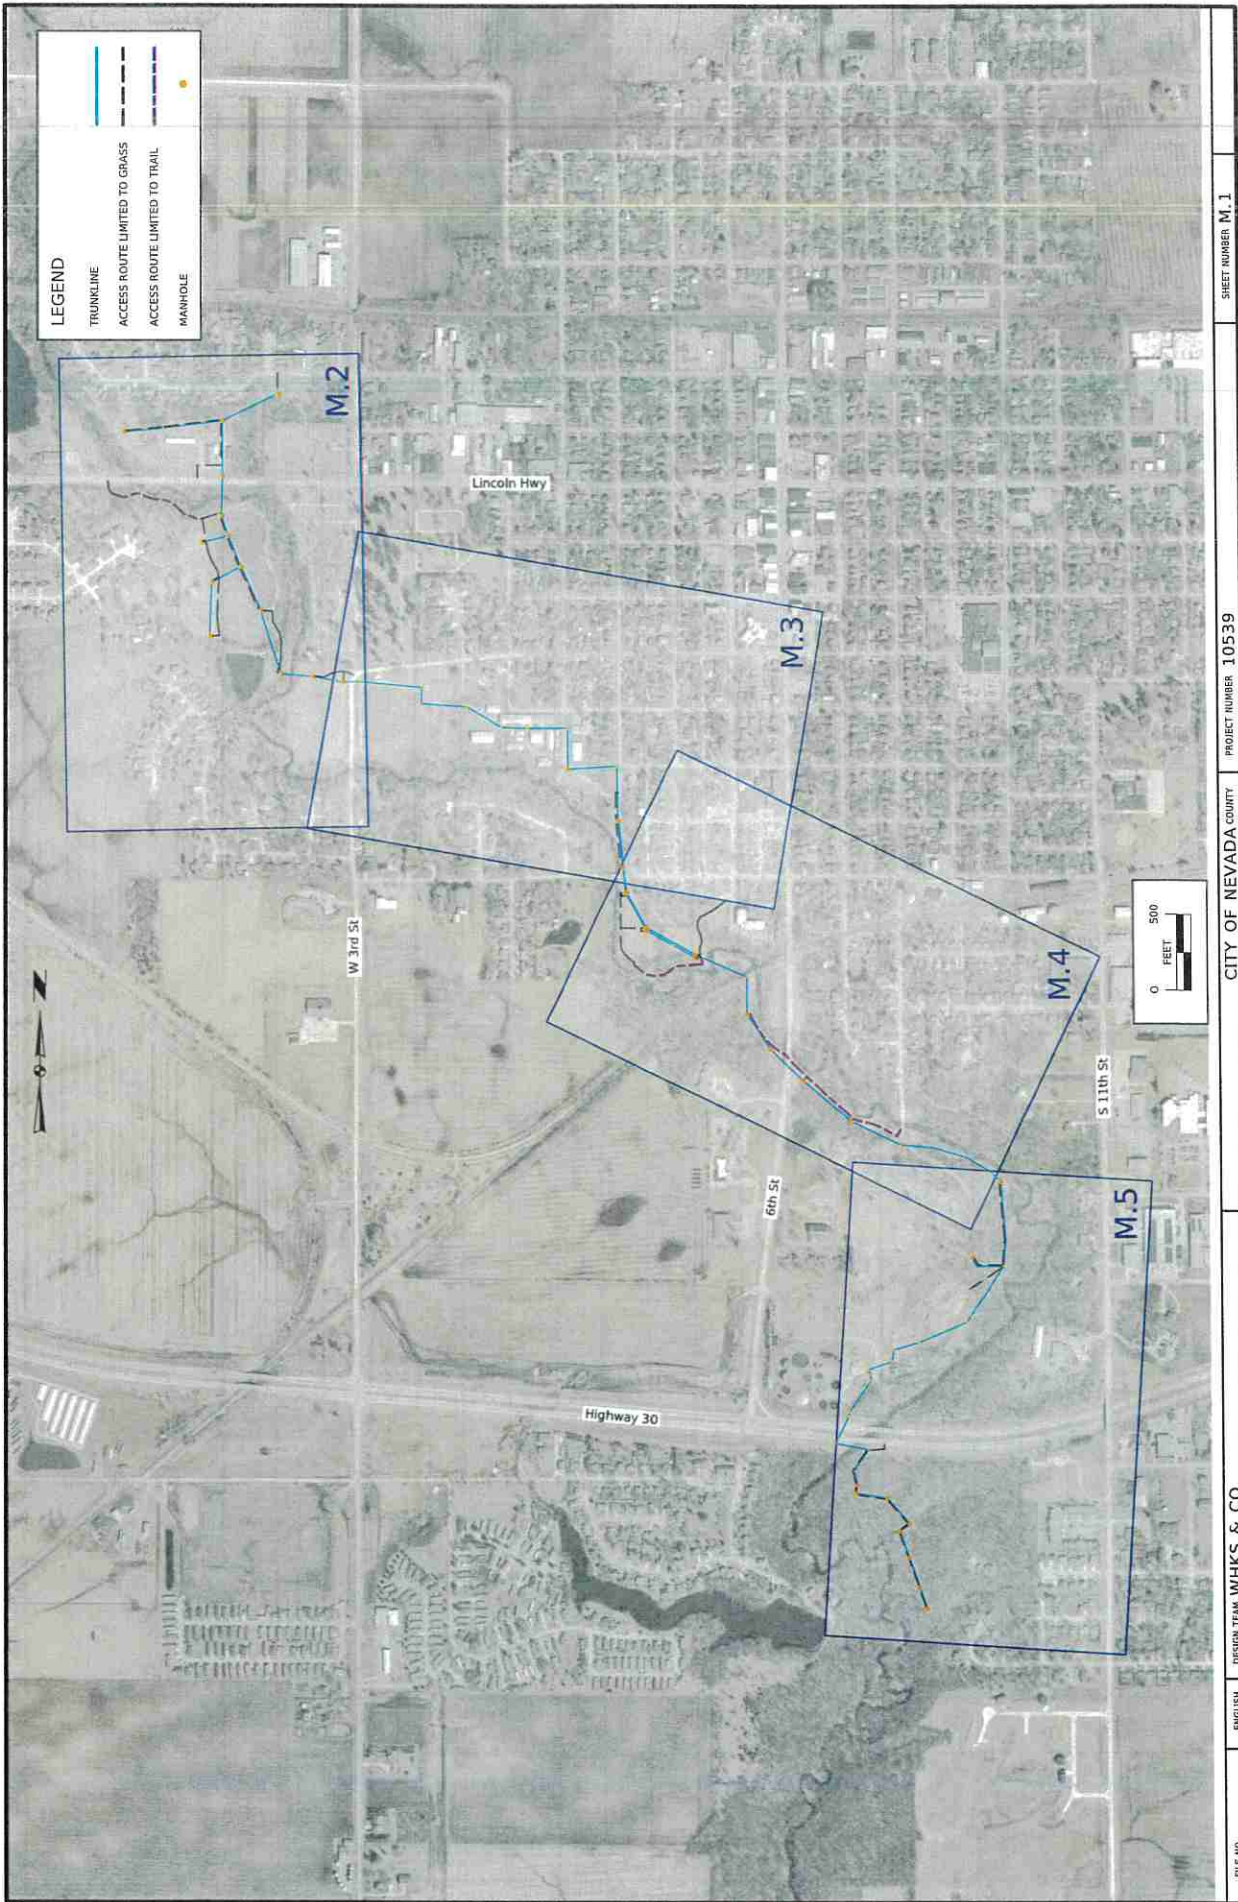 LEGEND
TRUNKLINE
ACCESS ROUTE LIMITED TO GRASS
ACCESS ROUTE LIMITED TO TRAIL
MANHOLE
M.2
Lincoln Hwy
M.3
W 3rd St
N
M.4
0 500
FEET
S 11th St
6th St
M.5
Highway 30
FILE NO.
ENGLISH
DESIGN TEAM WHKS & CO.
CITY OF NEVADA COUNTY
PROJECT NUMBER 10539
SHEET NUMBER M.1